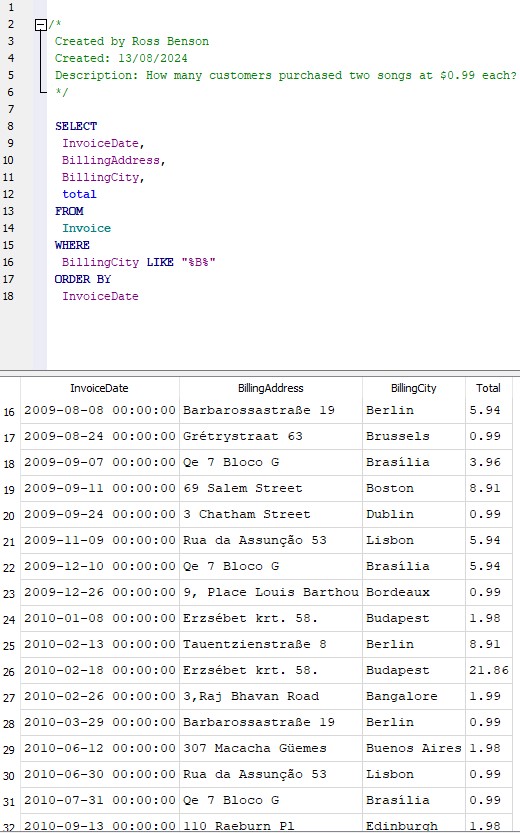 1
2 /*
3 Created by Ross Benson
4 Created: 13/08/2024
5 Description: How many customers purchased two songs at $0.99 each?
6 */
7
8 SELECT
9 InvoiceDate,
10 BillingAddress,
11 BillingCity,
12 total
13 FROM
14 Invoice
15 WHERE
16 BillingCity LIKE "%B%"
17 ORDER BY
18 InvoiceDate
InvoiceDate BillingAddress BillingCity Total
16 2009-08-08 00:00:00 Barbarossastraße 19 Berlin 5.94
17 2009-08-24 00:00:00 Grétrystraat 63 Brussels 0.99
18 2009-09-07 00:00:00 Qe 7 Bloco G Brasília 3.96
19 2009-09-11 00:00:00 69 Salem Street Boston 8.91
20 2009-09-24 00:00:00 3 Chatham Street Dublin 0.99
21 2009-11-09 00:00:00 Rua da Assunção 53 Lisbon 5.94
22 2009-12-10 00:00:00 Qe 7 Bloco G Brasília 5.94
23 2009-12-26 00:00:00 9, Place Louis Barthou Bordeaux 0.99
24 2010-01-08 00:00:00 Erzsébet krt. 58. Budapest 1.98
25 2010-02-13 00:00:00 Tauentzienstraße 8 Berlin 8.91
26 2010-02-18 00:00:00 Erzsébet krt. 58. Budapest 21.86
27 2010-02-26 00:00:00 3,Raj Bhavan Road Bangalore 1.99
28 2010-03-29 00:00:00 Barbarossastraße 19 Berlin 0.99
29 2010-06-12 00:00:00 307 Macacha Güemes Buenos Aires 1.98
30 2010-06-30 00:00:00 Rua da Assunção 53 Lisbon 0.99
31 2010-07-31 00:00:00 Qe 7 Bloco G Brasília 0.99
32 2010-09-13 00:00:00 110 Raeburn Pl Edinburgh 1.98